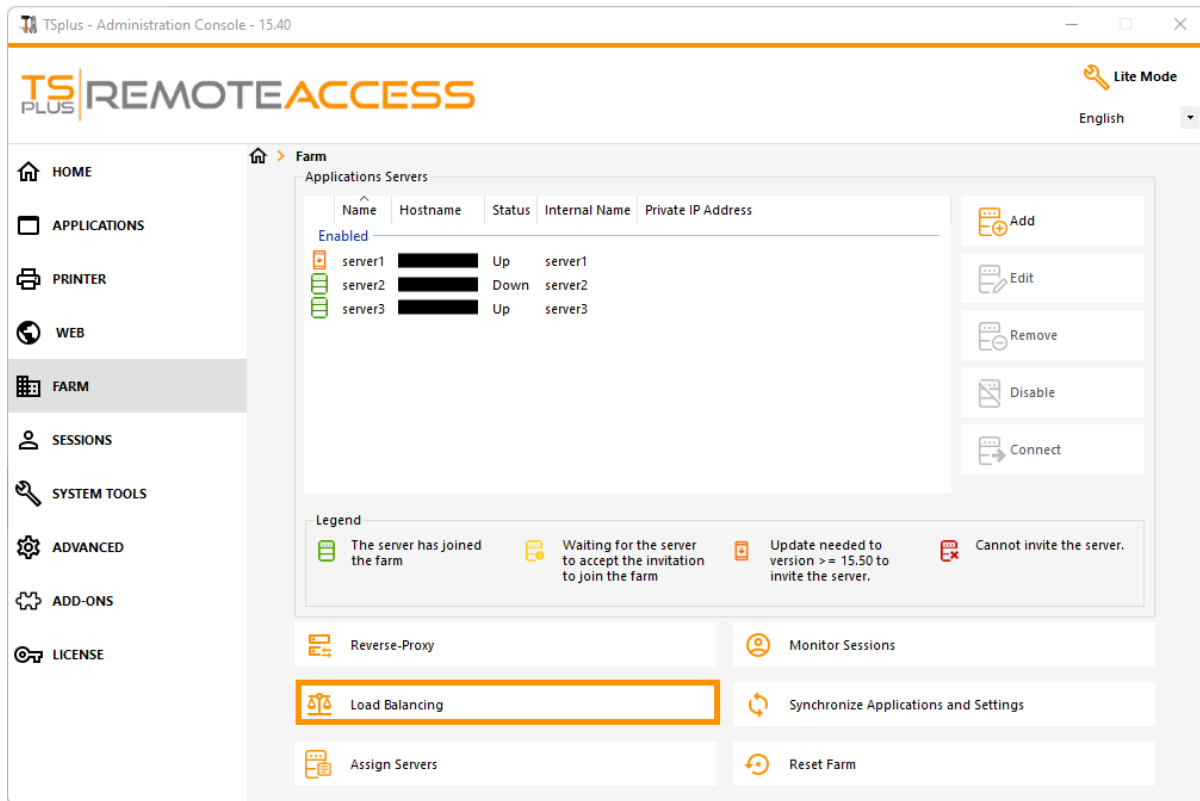 TSplus - Administration Console - 15.40
TS PLUS REMOTEACCESS
Lite Mode
English
HOME
APPLICATIONS
PRINTER
WEB
FARM
SESSIONS
SYSTEM TOOLS
ADVANCED
ADD-ONS
LICENSE
Farm
Applications Servers
Name Hostname Status Internal Name Private IP Address
Enabled
server1 Up server1
server2 Down server2
server3 Up server3
Add
Edit
Remove
Disable
Connect
Legend
The server has joined
the farm
Waiting for the server
to accept the invitation
to join the farm
Update needed to
version >= 15.50 to
invite the server.
Cannot invite the server.
Reverse-Proxy
Monitor Sessions
Load Balancing
Synchronize Applications and Settings
Assign Servers
Reset Farm